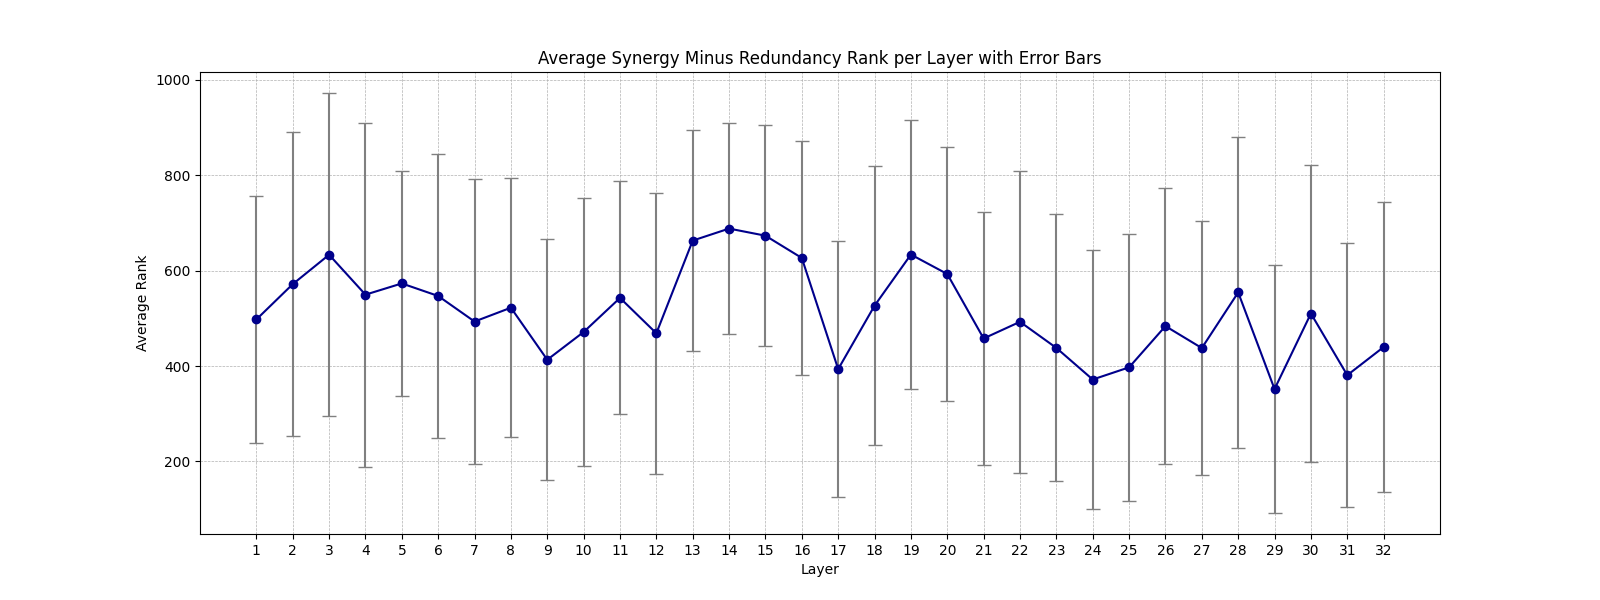 Average Synergy Minus Redundancy Rank per Layer with Error Bars
1000
800
600
400
200
Average Rank
1 2 3 4 5 6 7 8 9 10 11 12 13 14 15 16 17 18 19 20 21 22 23 24 25 26 27 28 29 30 31 32
Layer